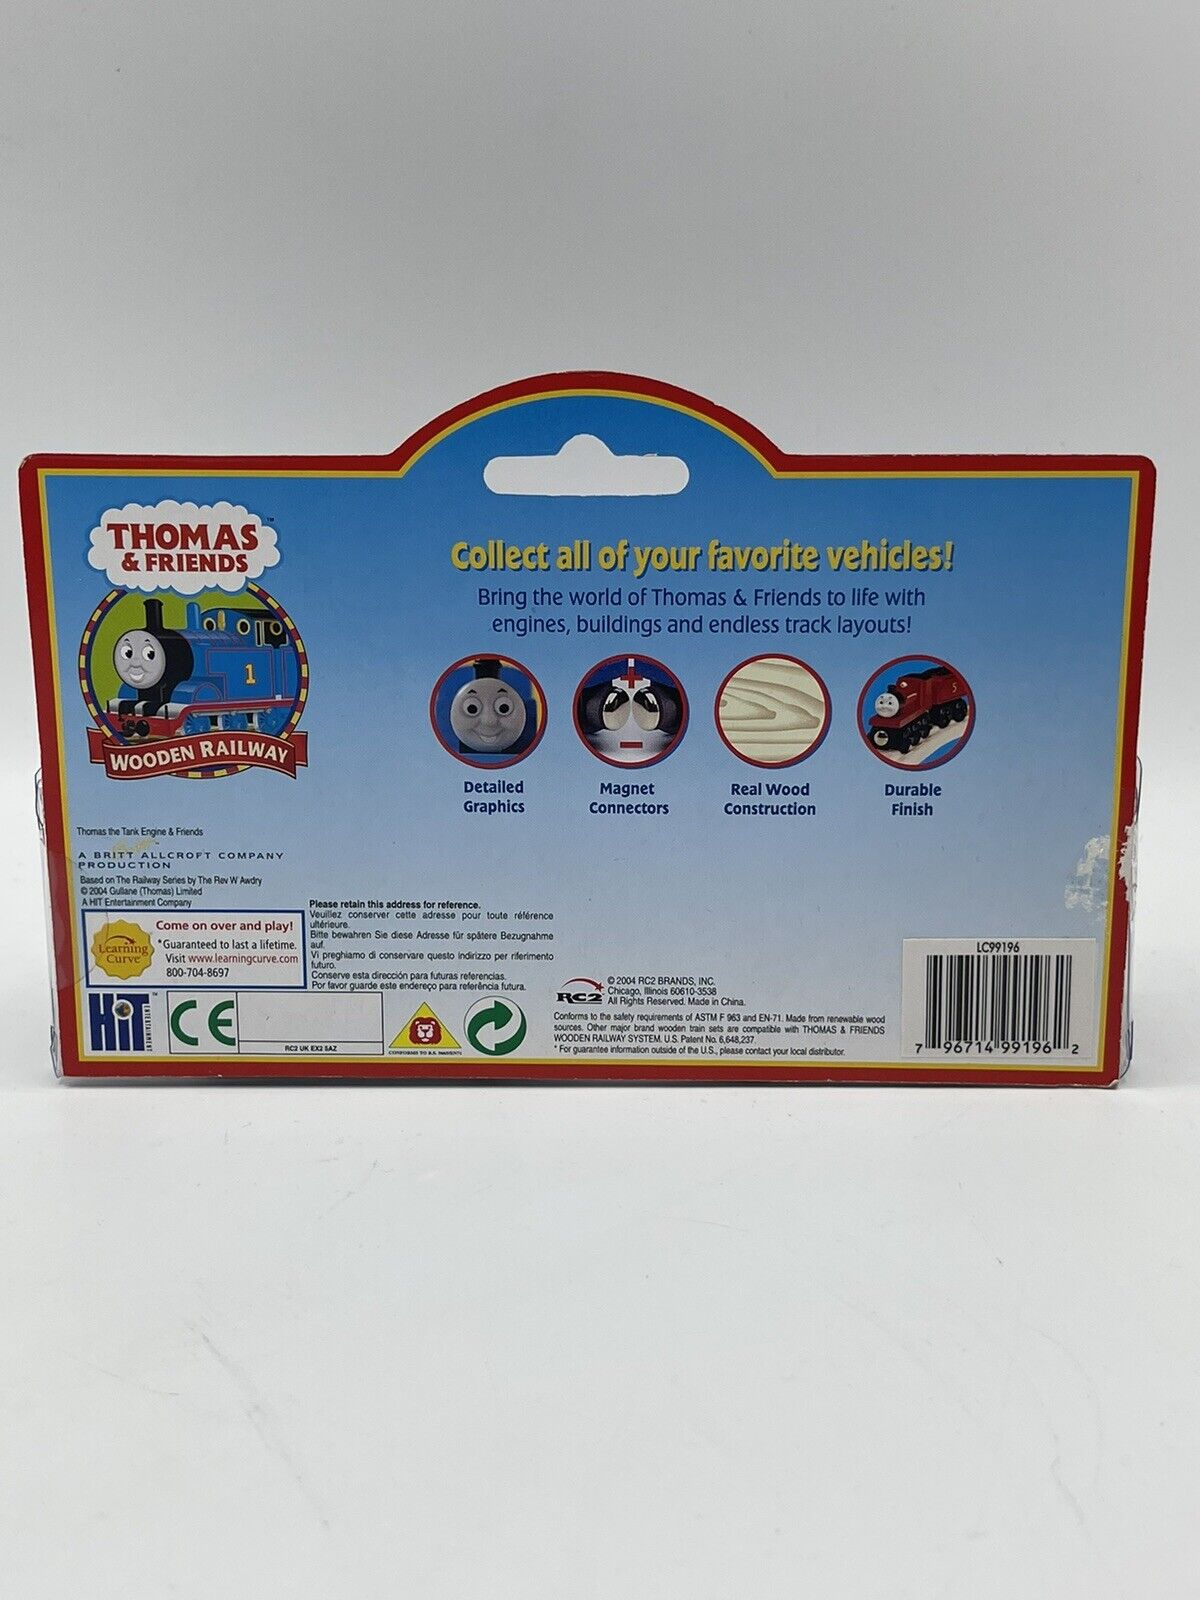 THOMAS™
& FRIENDS
1
WOODEN RAILWAY
Collect all of your favorite vehicles!
Bring the world of Thomas & Friends to life with
engines, buildings and endless track layouts!
5
Detailed
Graphics
Magnet
Connectors
Real Wood
Construction
Durable
Finish
Thomas the Tank Engine & Friends
A BRITT ALLCROFT COMPANY
PRODUCTION
Based on The Railway Series by The Rev W Awdry
© 2004 Gullane (Thomas) Limited
A HIT Entertainment Company
Learning
Curve
Come on over and play!
*Guaranteed to last a lifetime.
Visit www.learningcurve.com
800-704-8697
Please retain this address for reference.
Veuillez conserver cette adresse pour toute référence
ultérieure.
Bitte bewahren Sie diese Adresse für spätere Bezugnahme
auf.
Vi preghiamo di conservare questo indirizzo per riferimento
futuro.
Conserve esta dirección para futuras referencias.
Por favor guarde este endereço para referência futura.
HiT™
ENTERTAINMENT
CE
RC2 UK EX2 5AZ
CONFORMS TO B.S. PARENTS
RC2
© 2004 RC2 BRANDS, INC.
Chicago, Illinois 60610-3538
All Rights Reserved. Made in China.
Conforms to the safety requirements of ASTM F 963 and EN-71. Made from renewable wood
sources. Other major brand wooden train sets are compatible with THOMAS & FRIENDS
WOODEN RAILWAY SYSTEM. U.S. Patent No. 6,648,237.
* For guarantee information outside of the U.S., please contact your local distributor.
LC99196
7 96714 99196 2